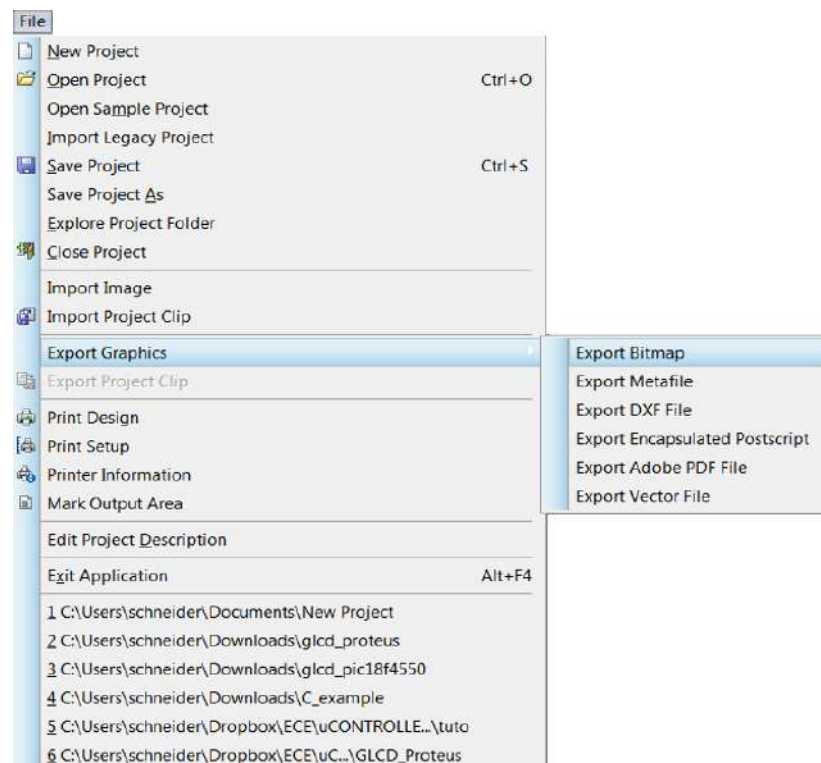 File
New Project
Open Project Ctrl+O
Open Sample Project
Import Legacy Project
Save Project Ctrl+S
Save Project As
Explore Project Folder
Close Project
Import Image
Import Project Clip
Export Graphics
Export Bitmap
Export Project Clip
Export Metafile
Export DXF File
Print Design
Export Encapsulated Postscript
Print Setup
Export Adobe PDF File
Printer Information
Export Vector File
Mark Output Area
Edit Project Description
Exit Application Alt+F4
1 C:\Users\schneider\Documents\New Project
2 C:\Users\schneider\Downloads\glcd_proteus
3 C:\Users\schneider\Downloads\glcd_pic18f4550
4 C:\Users\schneider\Downloads\C_example
5 C:\Users\schneider\Dropbox\ECE\uCONTROLLE...\tuto
6 C:\Users\schneider\Dropbox\ECE\uC...\GLCD_Proteus